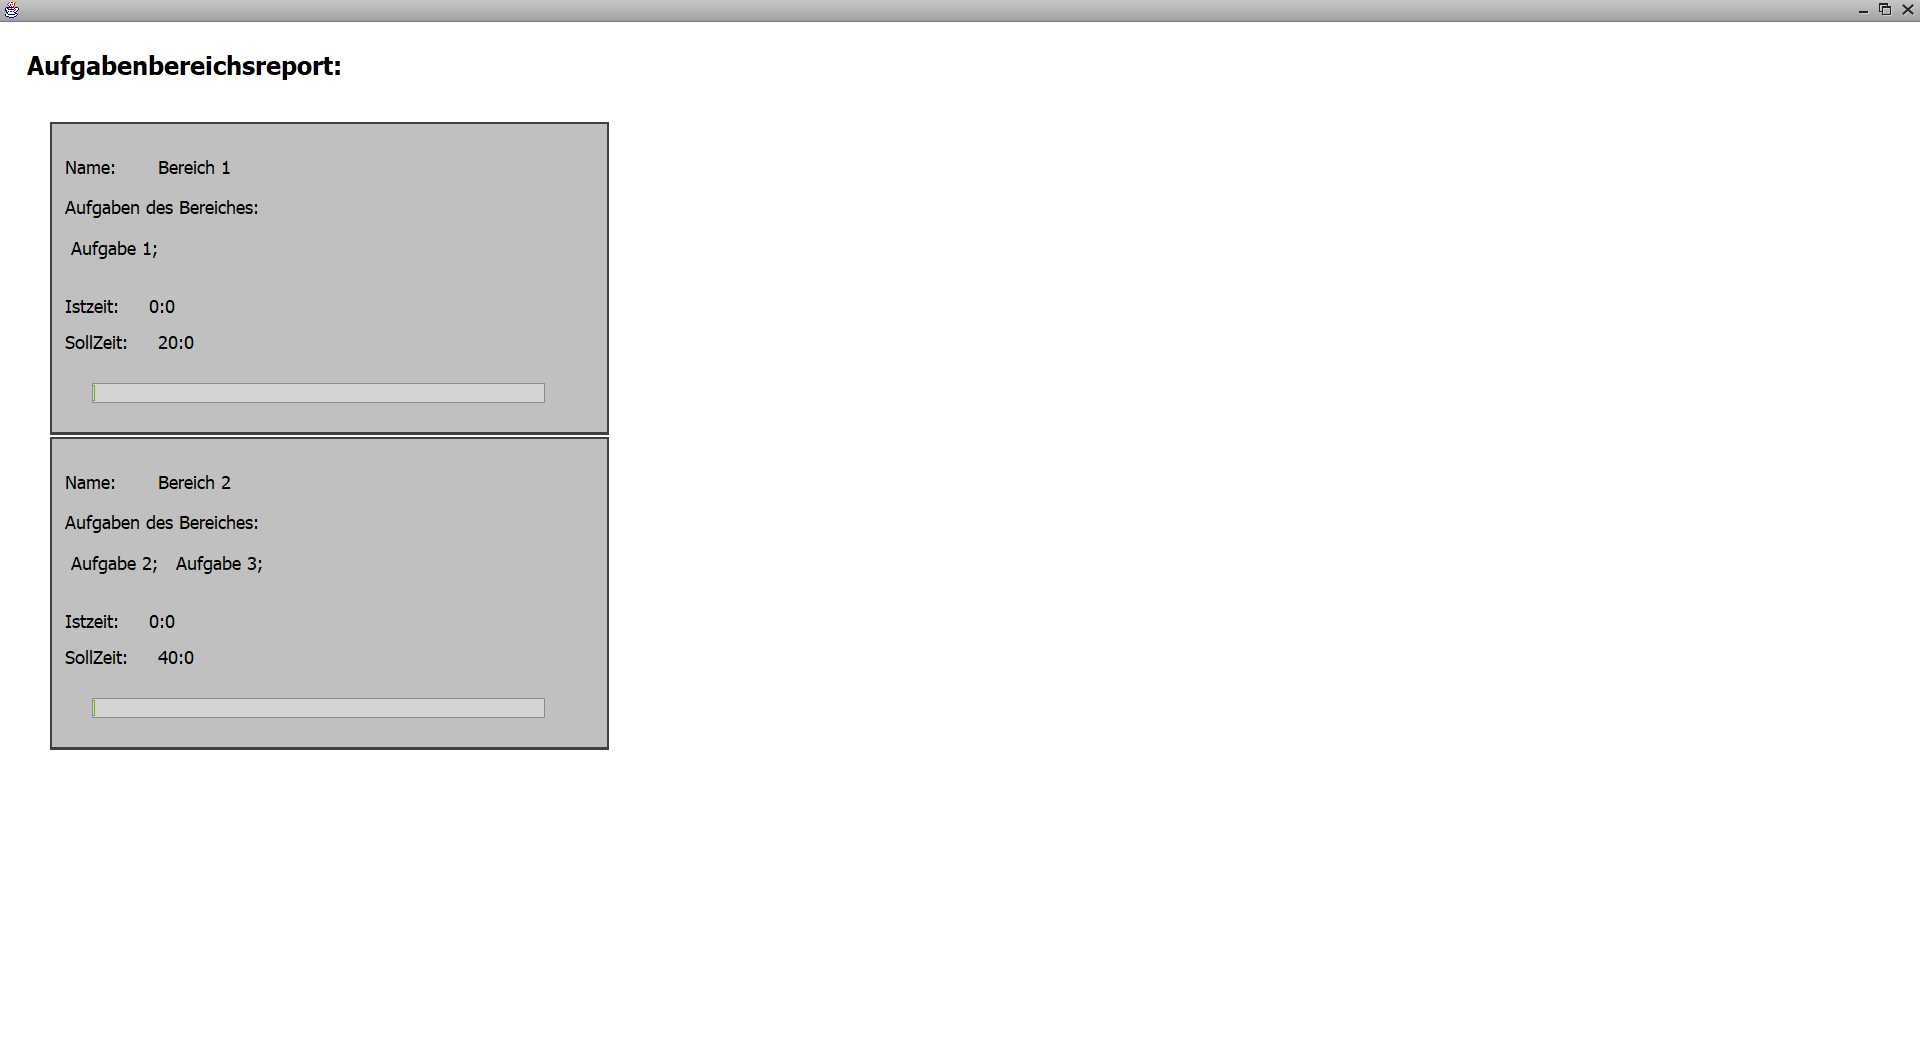 Aufgabenbereichsreport:
Name: Bereich 1
Aufgaben des Bereiches:
Aufgabe 1;
Istzeit: 0:0
SollZeit: 20:0
Name: Bereich 2
Aufgaben des Bereiches:
Aufgabe 2; Aufgabe 3;
Istzeit: 0:0
SollZeit: 40:0